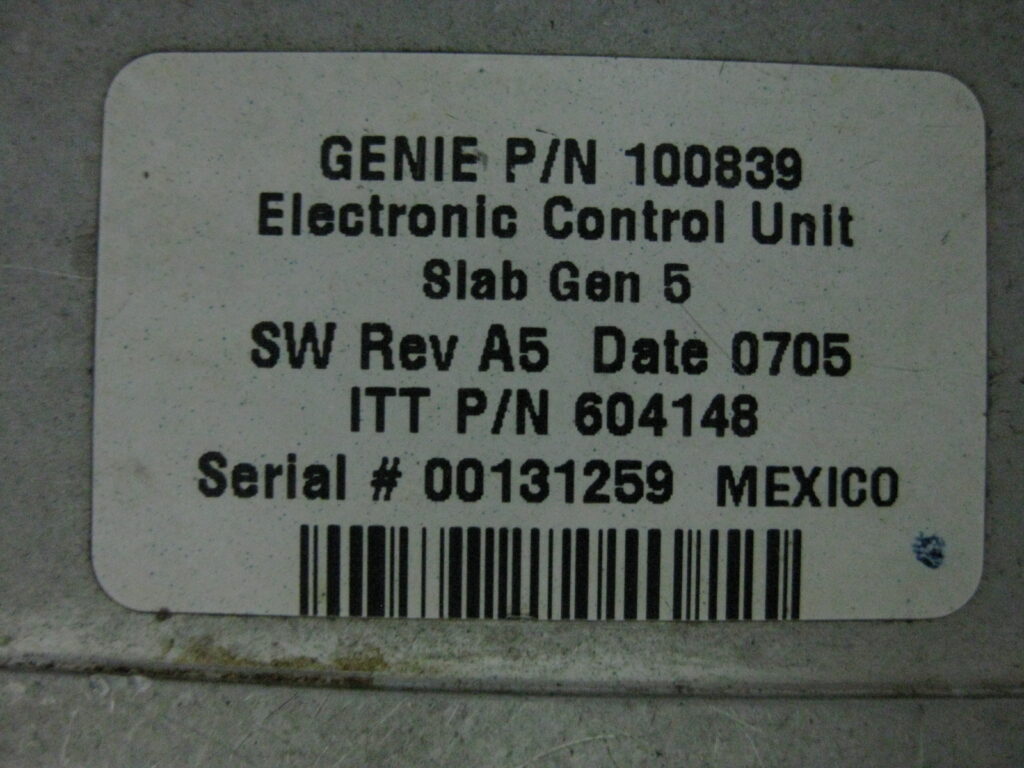 GENIE P/N 100839
Electronic Control Unit
Slab Gen 5
SW Rev A5 Date 0705
ITT P/N 604148
Serial # 00131259 MEXICO